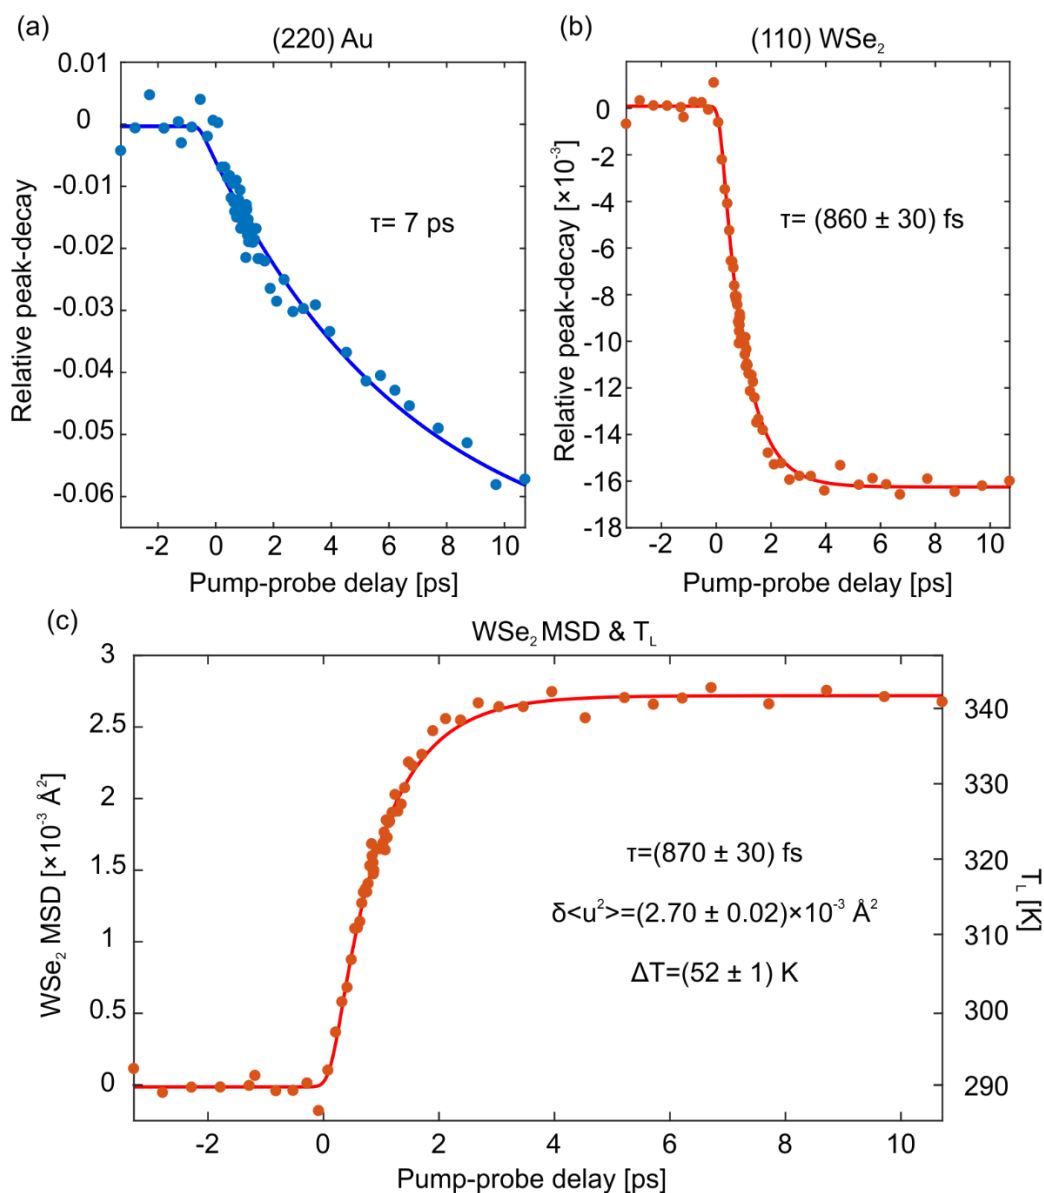 (a)
(220) Au
0.01
0
-0.01
-0.02
-0.03
-0.04
-0.05
-0.06
Relative peak-decay
τ= 7 ps
-2 0 2 4 6 8 10
Pump-probe delay [ps]
(b)
(110) WSe₂
0
-2
-4
-6
-8
-10
-12
-14
-16
-18
Relative peak-decay [×10⁻³]
τ= (860 ± 30) fs
-2 0 2 4 6 8 10
Pump-probe delay [ps]
(c)
WSe₂ MSD & T_L
3
2.5
2
1.5
1
0.5
0
WSe₂ MSD [×10⁻³ Å²]
τ=(870 ± 30) fs
δ<u²>=(2.70 ± 0.02)×10⁻³ Å²
ΔT=(52 ± 1) K
340
330
320
310
300
290
T_L [K]
-2 0 2 4 6 8 10
Pump-probe delay [ps]